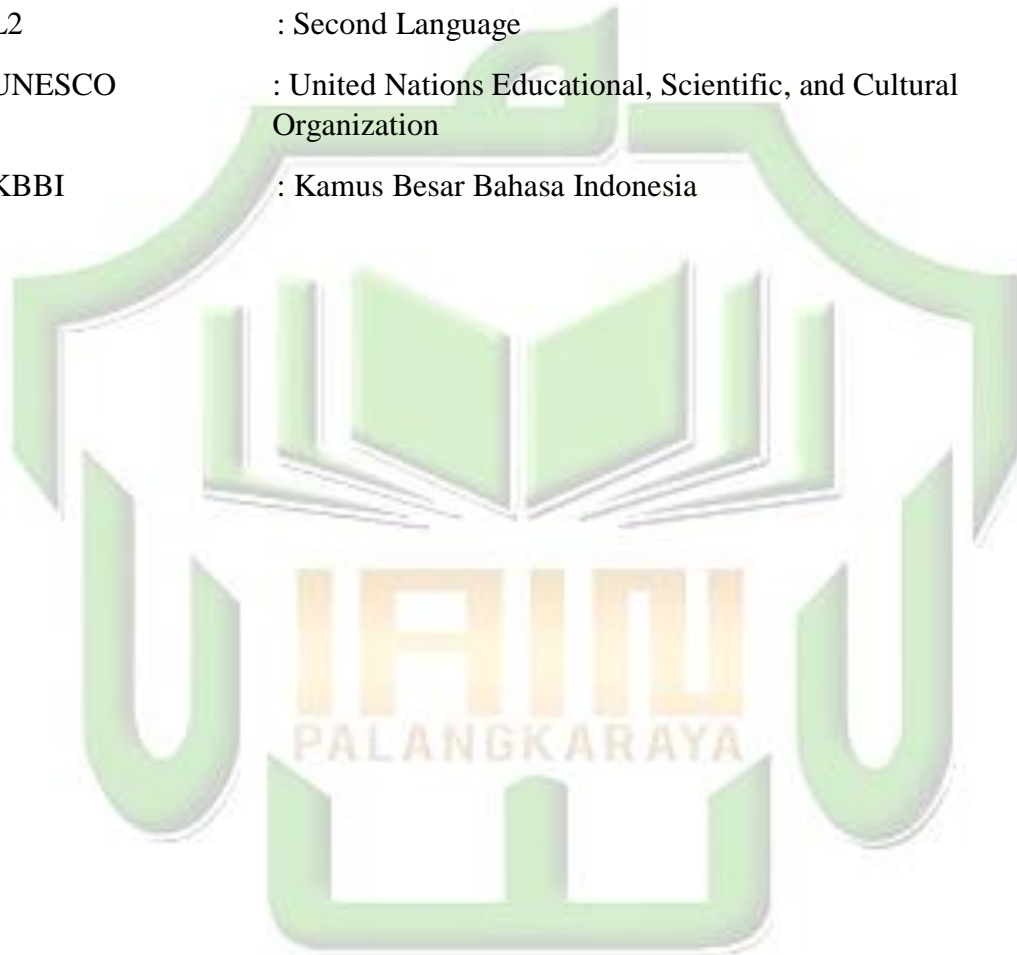 L2 : Second Language
UNESCO : United Nations Educational, Scientific, and Cultural
Organization
KBBI : Kamus Besar Bahasa Indonesia
IAIN
PALANGKARAYA